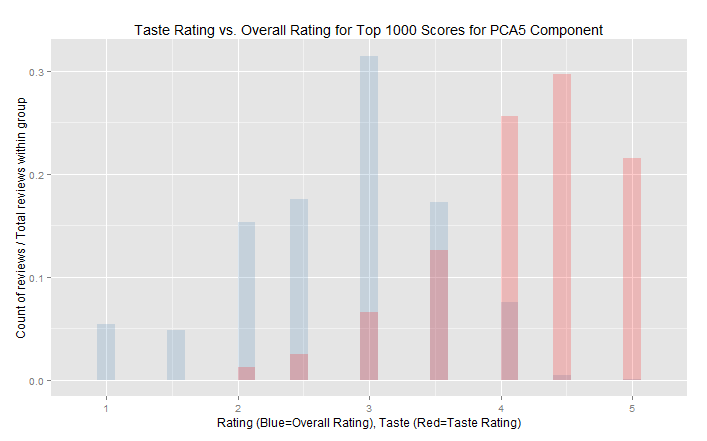 Taste Rating vs. Overall Rating for Top 1000 Scores for PCA5 Component
Count of reviews / Total reviews within group
0.3
0.2
0.1
0.0
1 2 3 4 5
Rating (Blue=Overall Rating), Taste (Red=Taste Rating)